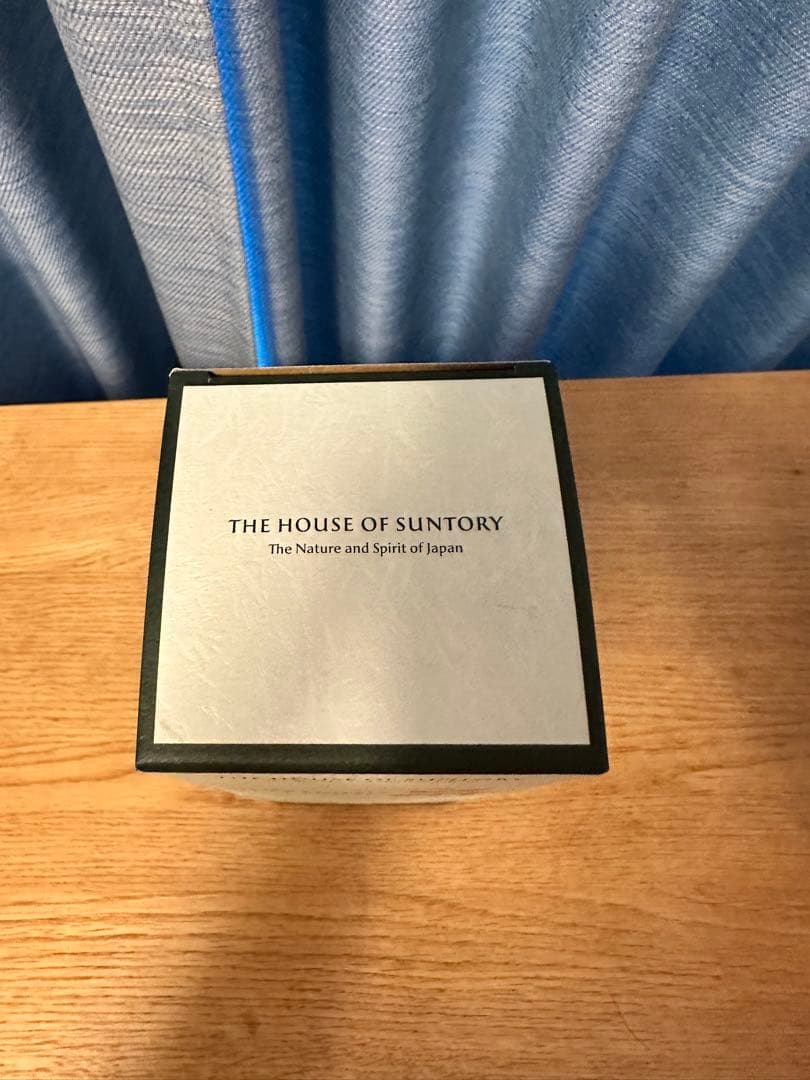 THE HOUSE OF SUNTORY
The Nature and Spirit of Japan